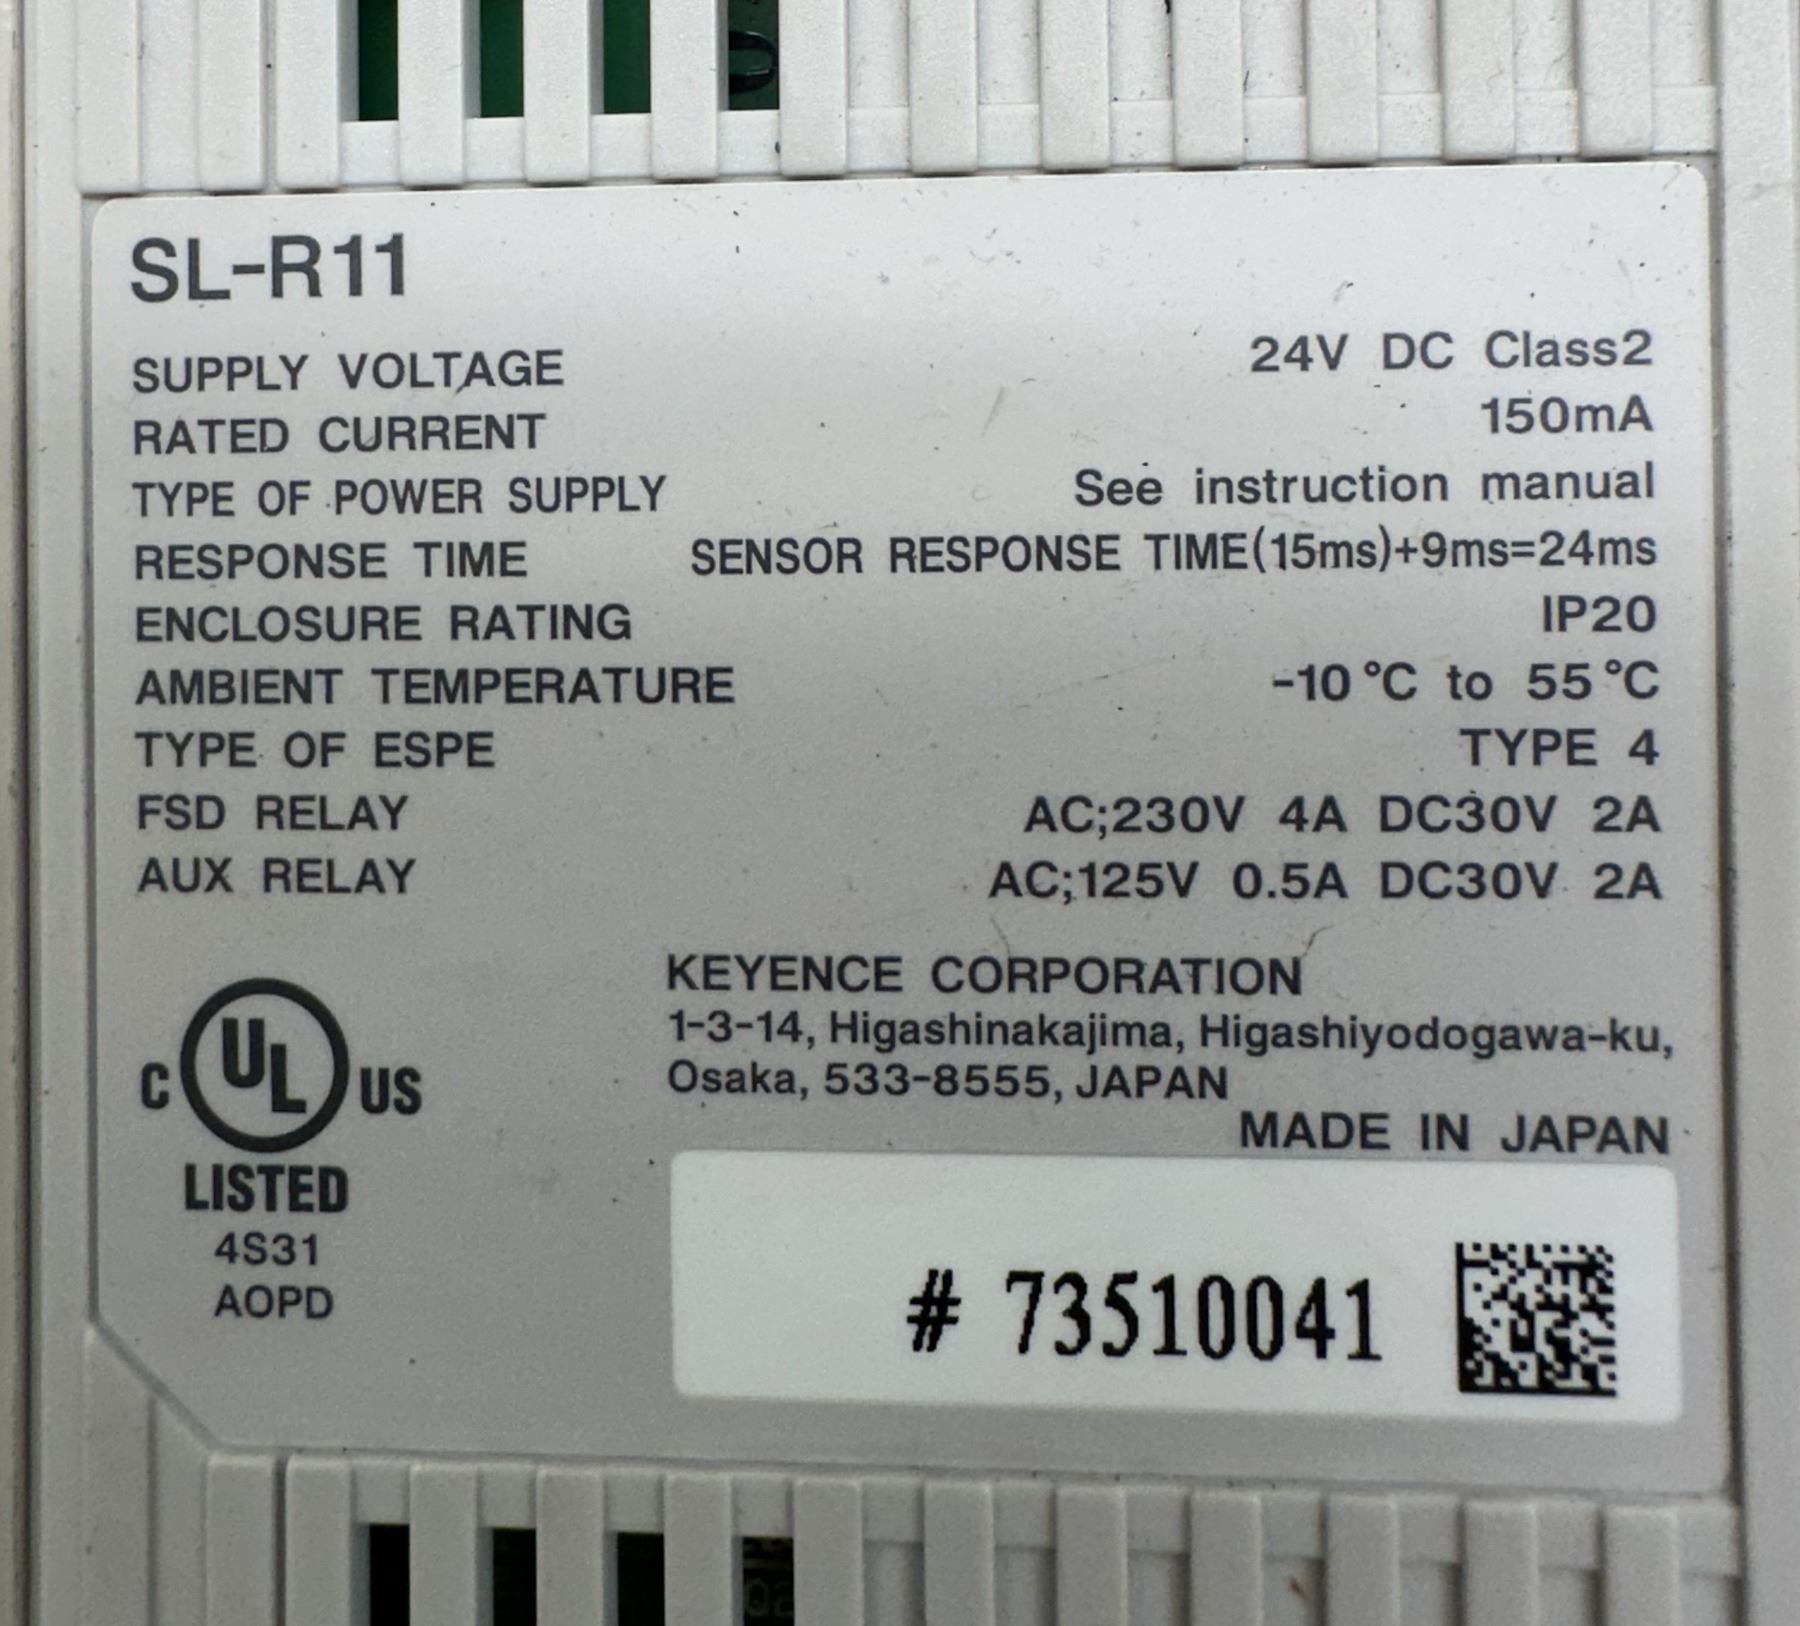 SL-R11
SUPPLY VOLTAGE 24V DC Class2
RATED CURRENT 150mA
TYPE OF POWER SUPPLY See instruction manual
RESPONSE TIME SENSOR RESPONSE TIME(15ms)+9ms=24ms
ENCLOSURE RATING IP20
AMBIENT TEMPERATURE -10°C to 55°C
TYPE OF ESPE TYPE 4
FSD RELAY AC;230V 4A DC30V 2A
AUX RELAY AC;125V 0.5A DC30V 2A
KEYENCE CORPORATION
1-3-14, Higashinakajima, Higashiyodogawa-ku,
Osaka, 533-8555, JAPAN
MADE IN JAPAN
C UL US
LISTED
4S31
AOPD
# 73510041